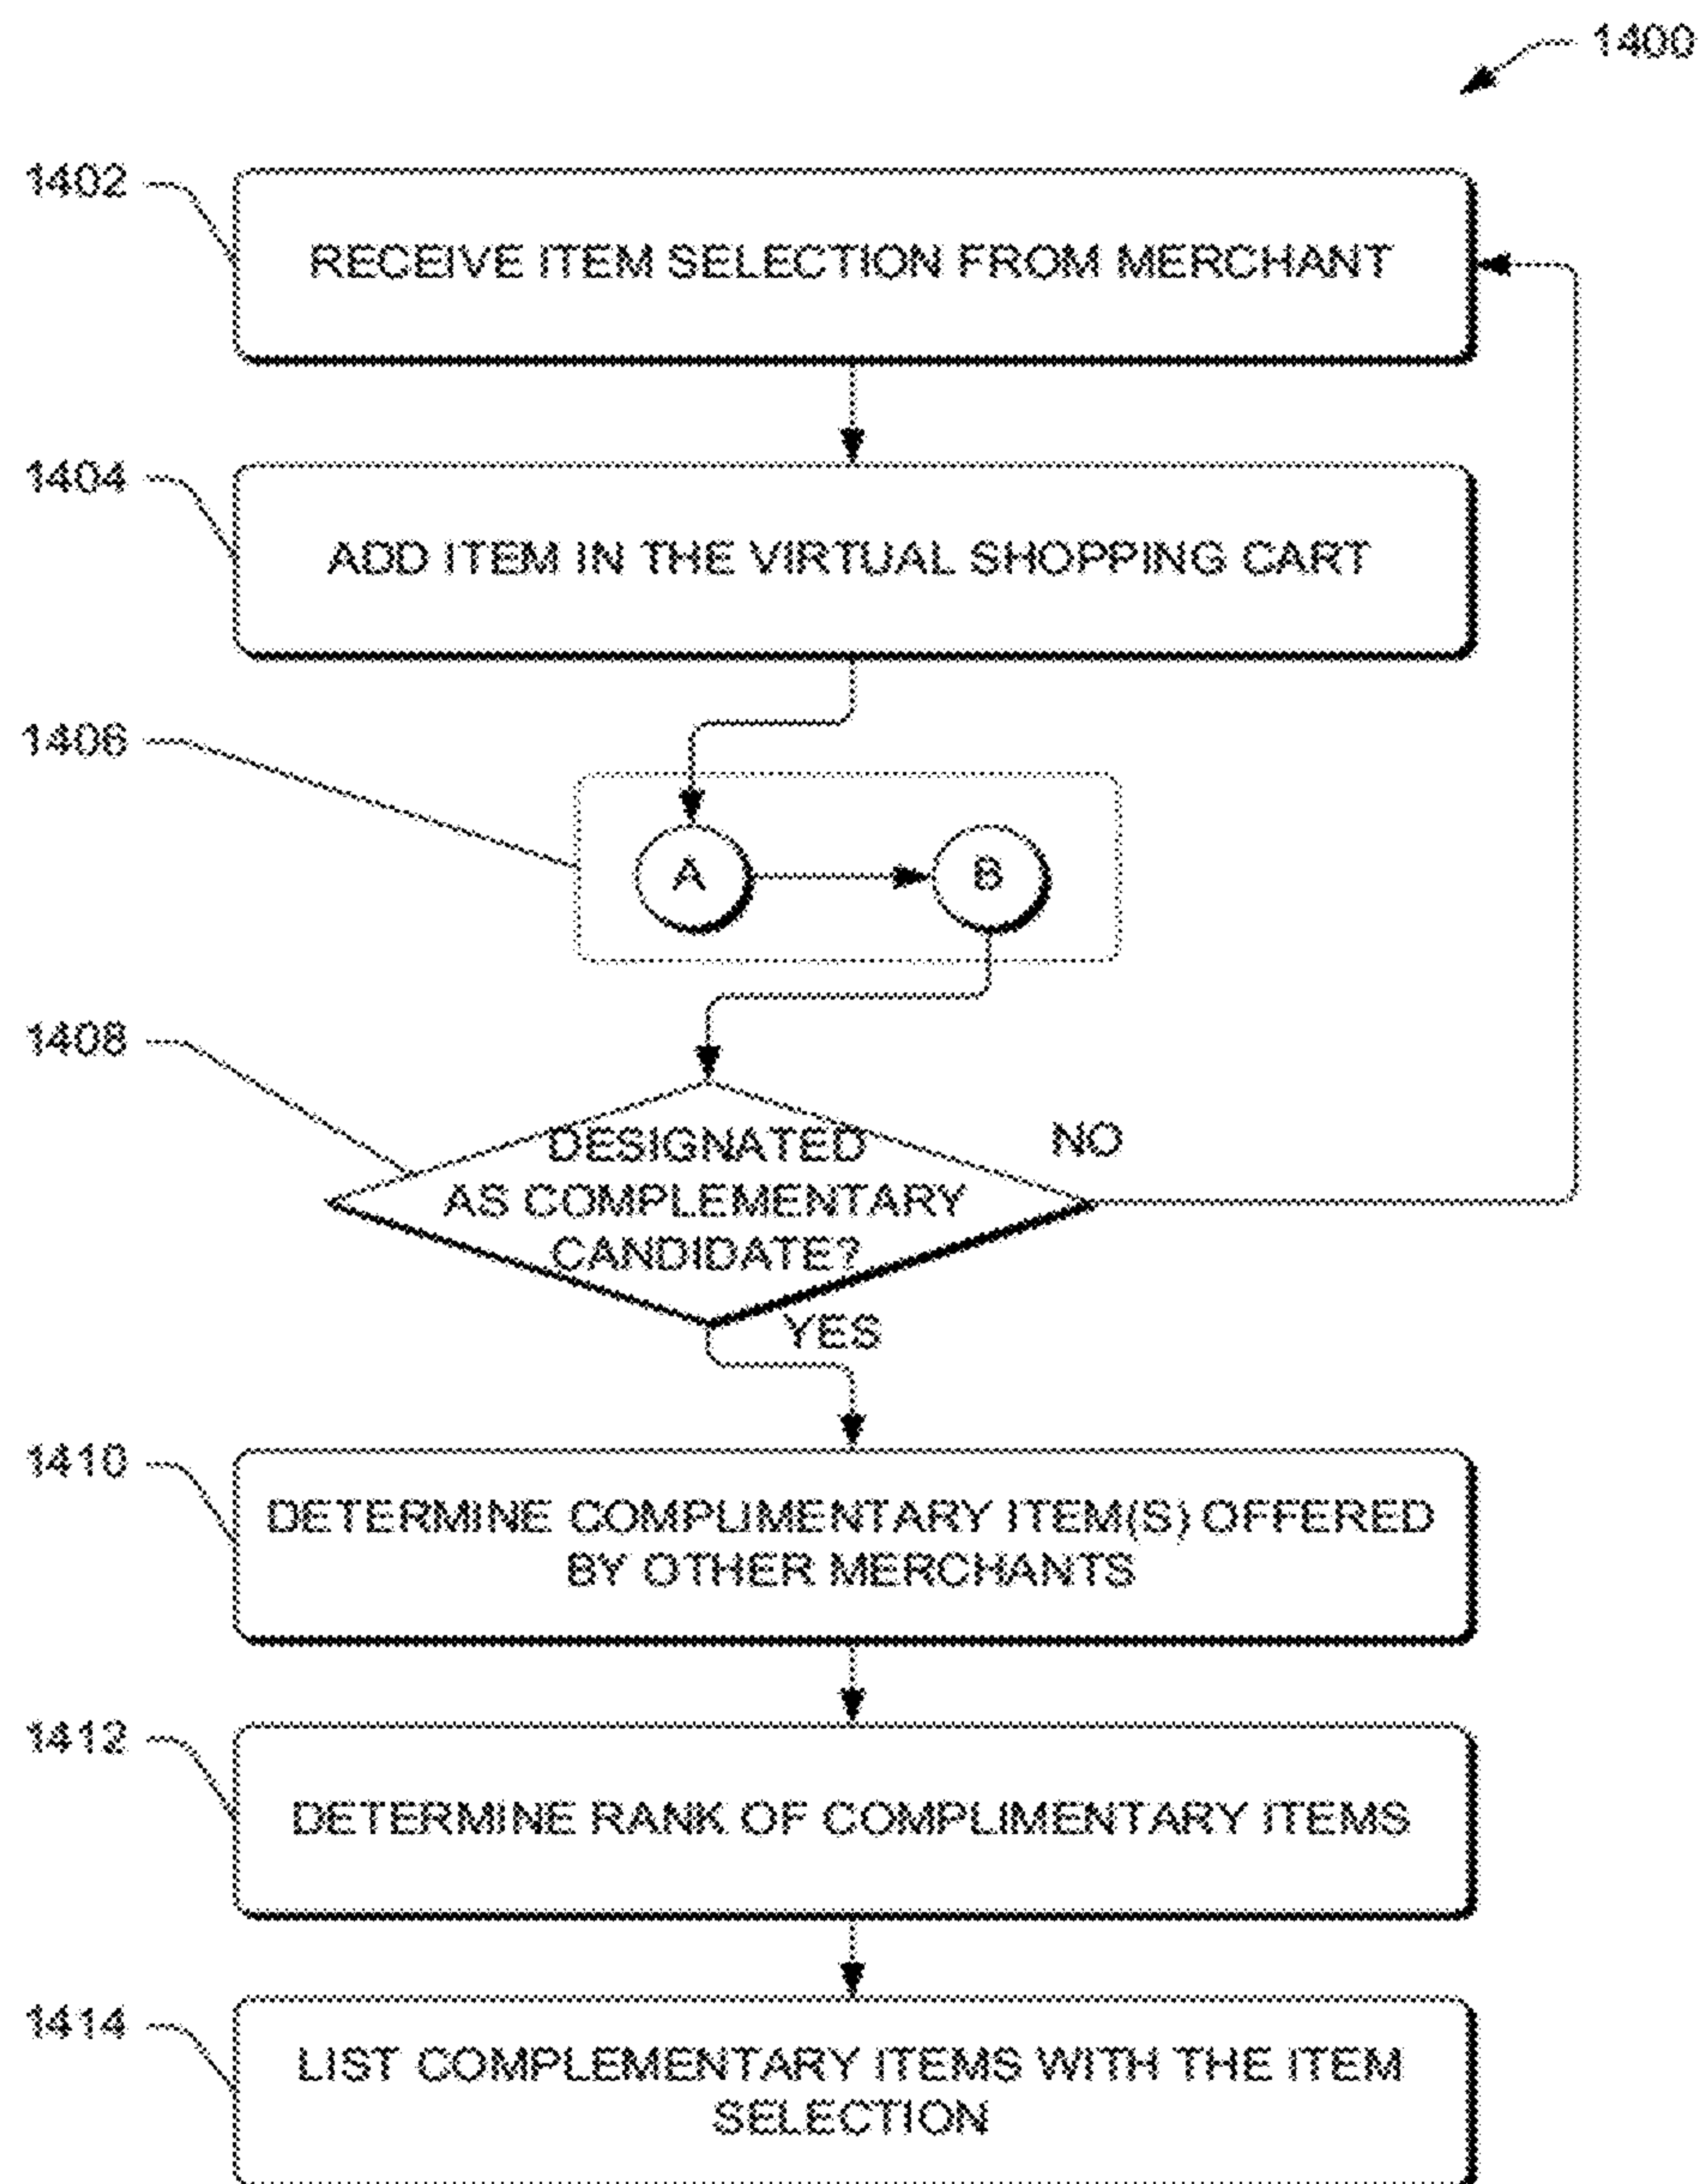 1400
1402
RECEIVE ITEM SELECTION FROM MERCHANT
1404
ADD ITEM IN THE VIRTUAL SHOPPING CART
1406
A
B
1408
DESIGNATED
AS COMPLEMENTARY
CANDIDATE?
NO
YES
1410
DETERMINE COMPLIMENTARY ITEM(S) OFFERED
BY OTHER MERCHANTS
1412
DETERMINE RANK OF COMPLIMENTARY ITEMS
1414
LIST COMPLEMENTARY ITEMS WITH THE ITEM
SELECTION